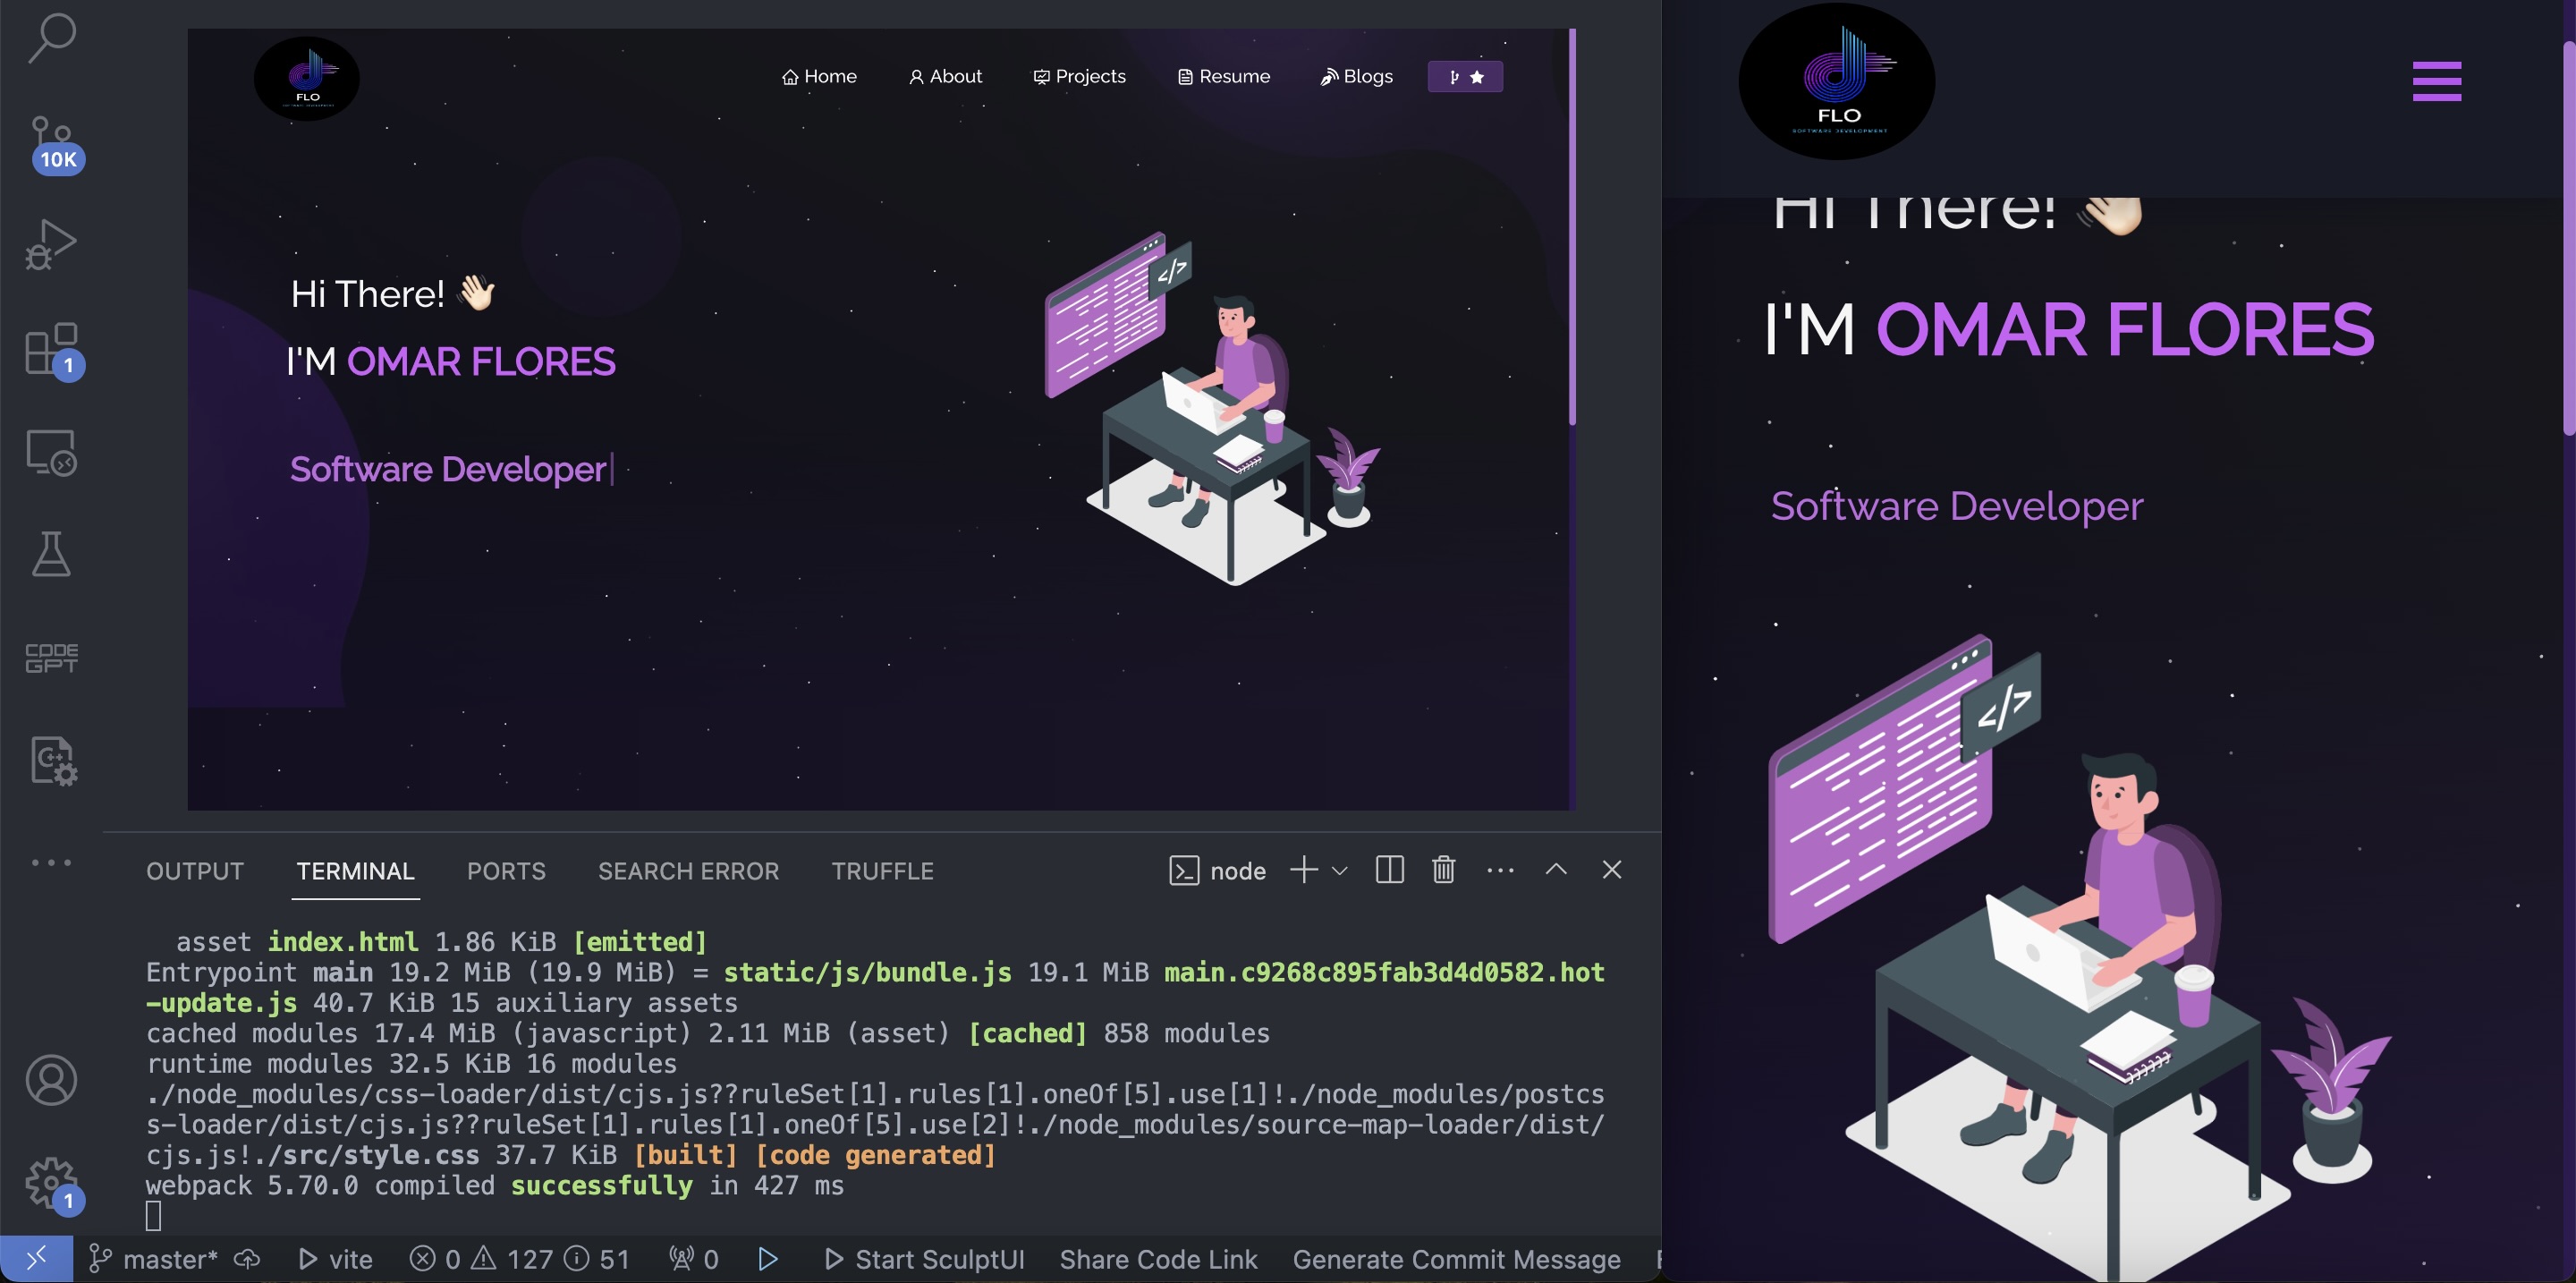 10K
1
1
CODE
GPT
C++
FLO
Home
About
Projects
Resume
Blogs
Hi There! 👋🏻
I'M OMAR FLORES
Software Developer|
</>
OUTPUT
TERMINAL
PORTS
SEARCH ERROR
TRUFFLE
node
asset index.html 1.86 KiB [emitted]
Entrypoint main 19.2 MiB (19.9 MiB) = static/js/bundle.js 19.1 MiB main.c9268c895fab3d4d0582.hot
-update.js 40.7 KiB 15 auxiliary assets
cached modules 17.4 MiB (javascript) 2.11 MiB (asset) [cached] 858 modules
runtime modules 32.5 KiB 16 modules
./node_modules/css-loader/dist/cjs.js??ruleSet[1].rules[1].oneOf[5].use[1]!./node_modules/postcs
s-loader/dist/cjs.js??ruleSet[1].rules[1].oneOf[5].use[2]!./node_modules/source-map-loader/dist/
cjs.js!./src/style.css 37.7 KiB [built] [code generated]
webpack 5.70.0 compiled successfully in 427 ms
master* vite 0 127 51 0 Start SculptUI Share Code Link Generate Commit Message
FLO
SOFTWARE DEVELOPMENT
Hi There! 👋🏻
I'M OMAR FLORES
Software Developer
</>